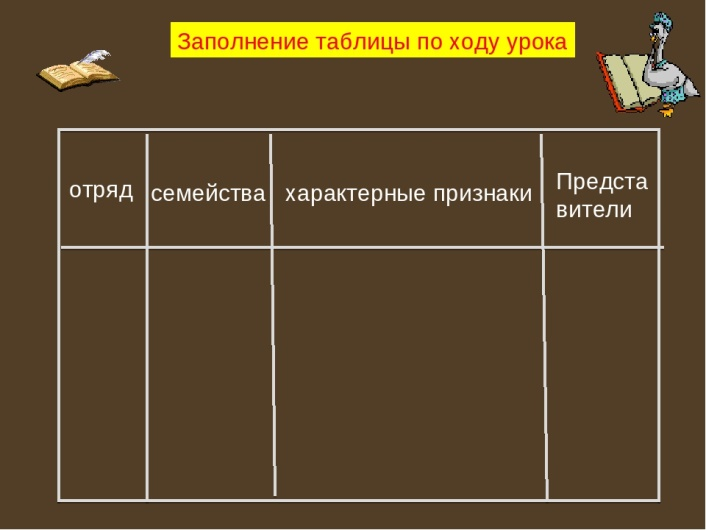 Заполнение таблицы по ходу урока
отряд
семейства
характерные признаки
Предста
вители